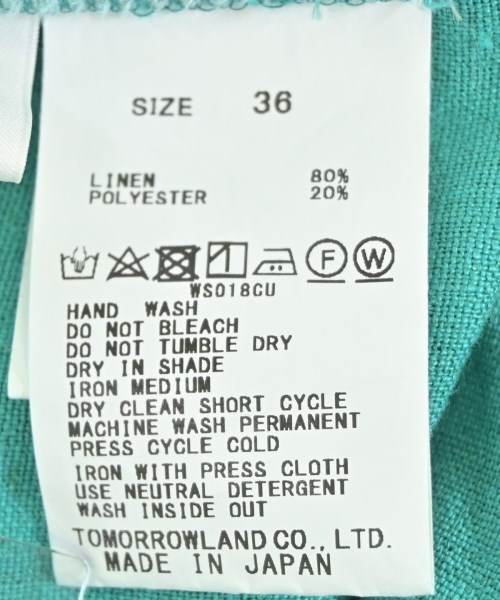 SIZE 36
LINEN 80%
POLYESTER 20%
F W
WS018CU
HAND WASH
DO NOT BLEACH
DO NOT TUMBLE DRY
DRY IN SHADE
IRON MEDIUM
DRY CLEAN SHORT CYCLE
MACHINE WASH PERMANENT
PRESS CYCLE COLD
IRON WITH PRESS CLOTH
USE NEUTRAL DETERGENT
WASH INSIDE OUT
TOMORROWLAND CO., LTD.
MADE IN JAPAN